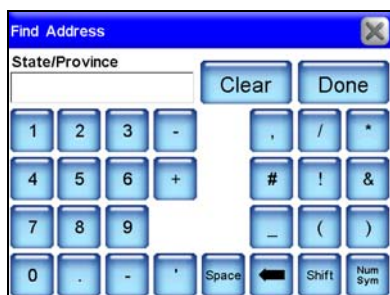 Find Address
State/Province
Clear Done
1 2 3 - , / *
4 5 6 + # ! &
7 8 9 _ ( )
0 . - ' Space Shift Num Sym